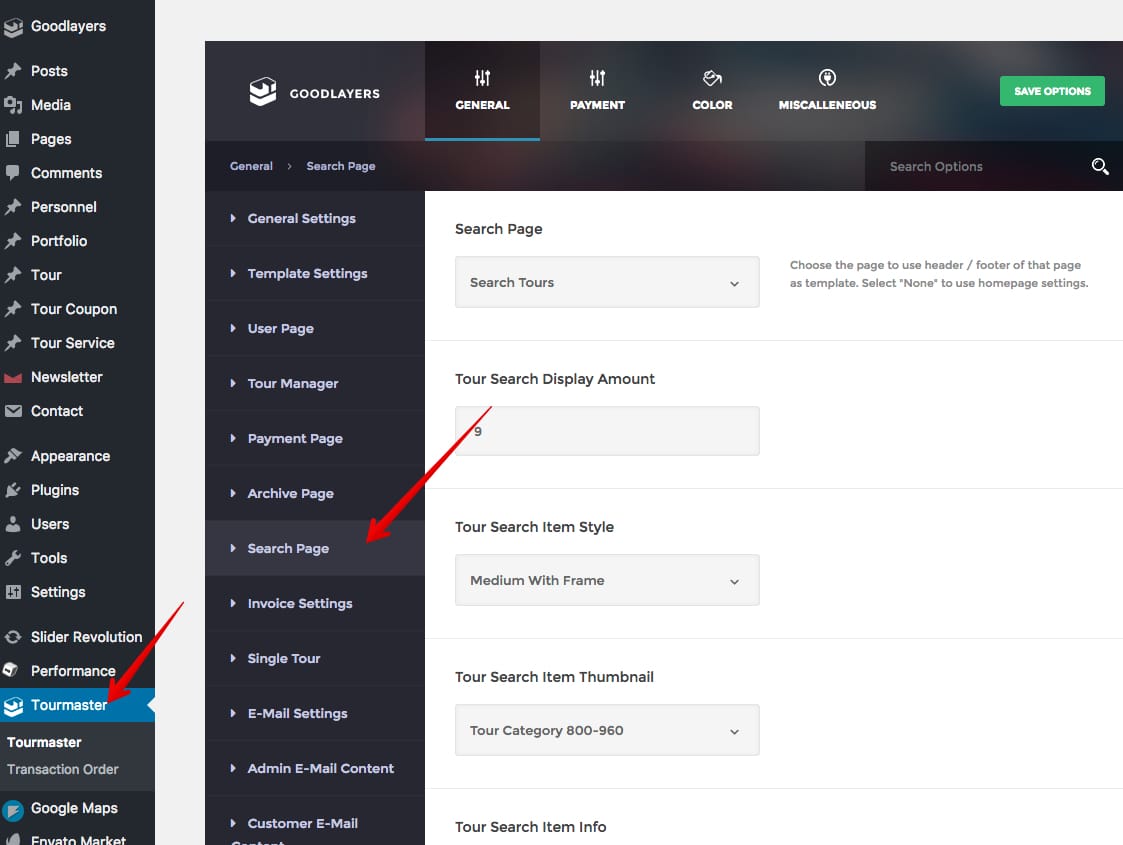 Goodlayers
Posts
Media
Pages
Comments
Personnel
Portfolio
Tour
Tour Coupon
Tour Service
Newsletter
Contact
Appearance
Plugins
Users
Tools
Settings
Slider Revolution
Performance
Tourmaster
Tourmaster
Transaction Order
Google Maps
Envato Market
GOODLAYERS
GENERAL
PAYMENT
COLOR
MISCALLENEOUS
SAVE OPTIONS
General
Search Page
Search Options
General Settings
Template Settings
User Page
Tour Manager
Payment Page
Archive Page
Search Page
Invoice Settings
Single Tour
E-Mail Settings
Admin E-Mail Content
Customer E-Mail
Content
Search Page
Search Tours
Choose the page to use header / footer of that page
as template. Select "None" to use homepage settings.
Tour Search Display Amount
9
Tour Search Item Style
Medium With Frame
Tour Search Item Thumbnail
Tour Category 800-960
Tour Search Item Info